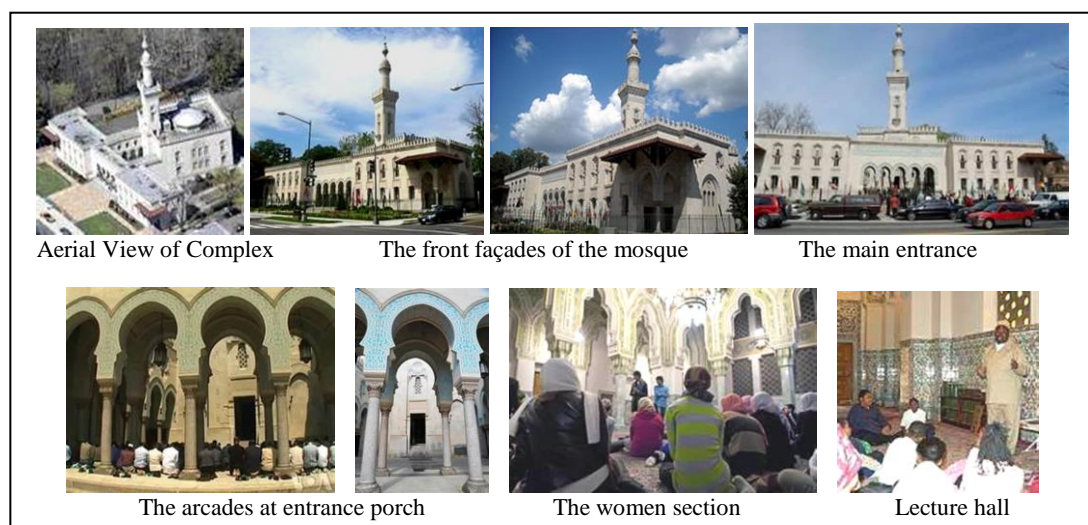 Aerial View of Complex
The front façades of the mosque
The main entrance
The arcades at entrance porch
The women section
Lecture hall